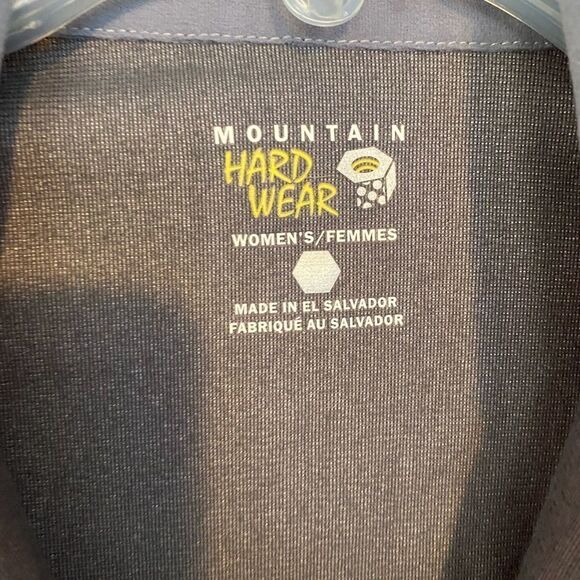 MOUNTAIN
HARD
WEAR
WOMEN'S/FEMMES
MADE IN EL SALVADOR
FABRIQUÉ AU SALVADOR